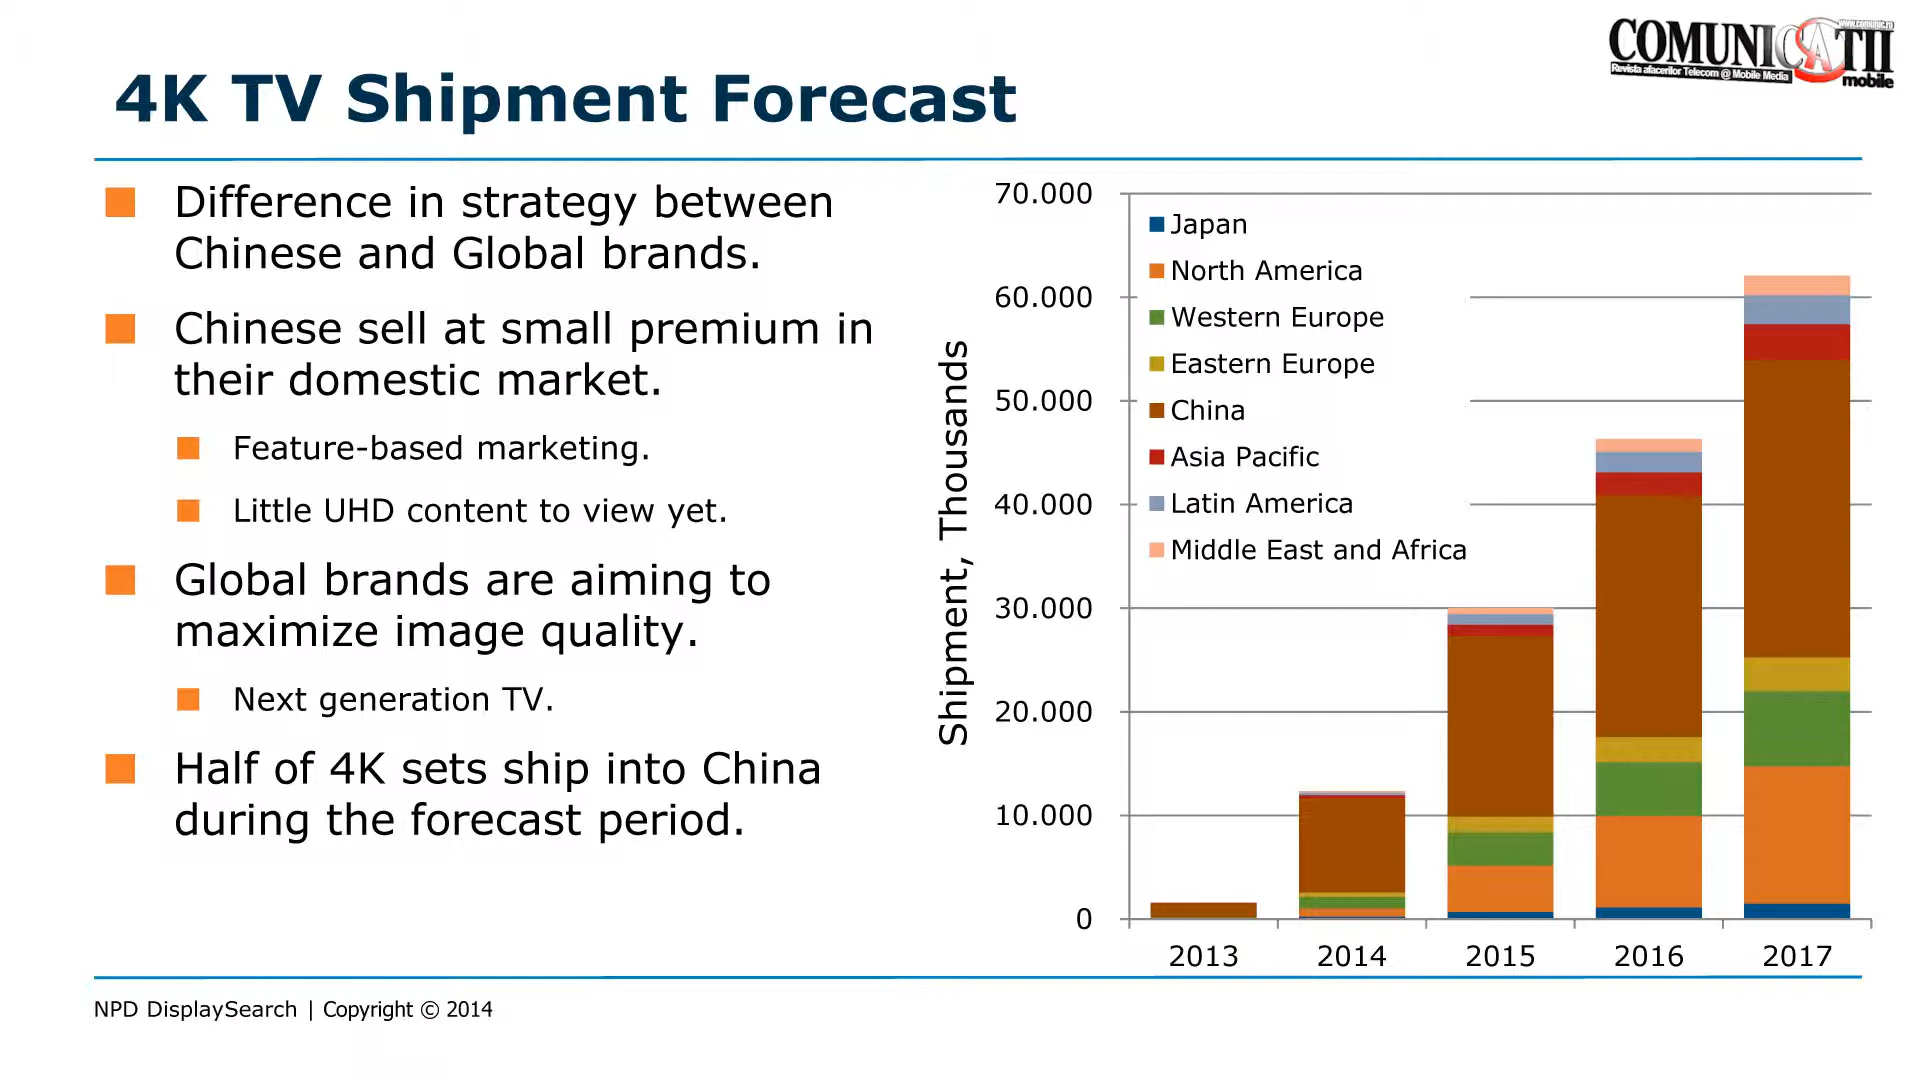 COMUNICATII
www.comunic.ro
Revista afacerilor Telecom @ Mobile Media
mobile
4K TV Shipment Forecast
Difference in strategy between
Chinese and Global brands.
Chinese sell at small premium in
their domestic market.
Feature-based marketing.
Little UHD content to view yet.
Global brands are aiming to
maximize image quality.
Next generation TV.
Half of 4K sets ship into China
during the forecast period.
Shipment, Thousands
70.000
60.000
50.000
40.000
30.000
20.000
10.000
0
Japan
North America
Western Europe
Eastern Europe
China
Asia Pacific
Latin America
Middle East and Africa
2013 2014 2015 2016 2017
NPD DisplaySearch | Copyright © 2014